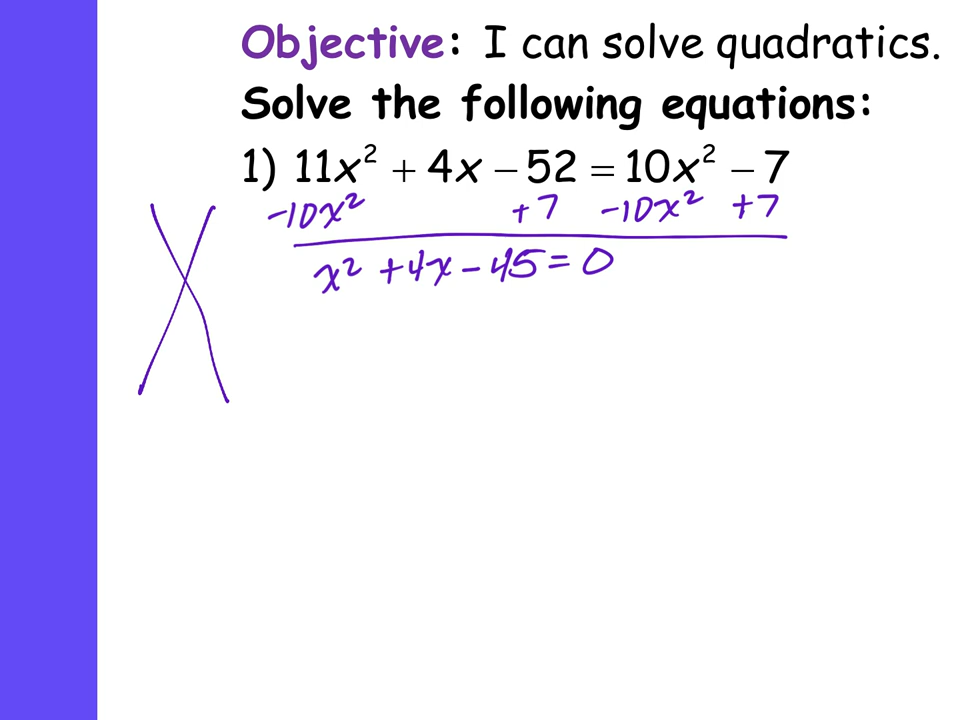 Objective: I can solve quadratics.
Solve the following equations:
1) 11x² + 4x − 52 = 10x² − 7
-10x² +7 -10x² +7
x² + 4x - 45 = 0